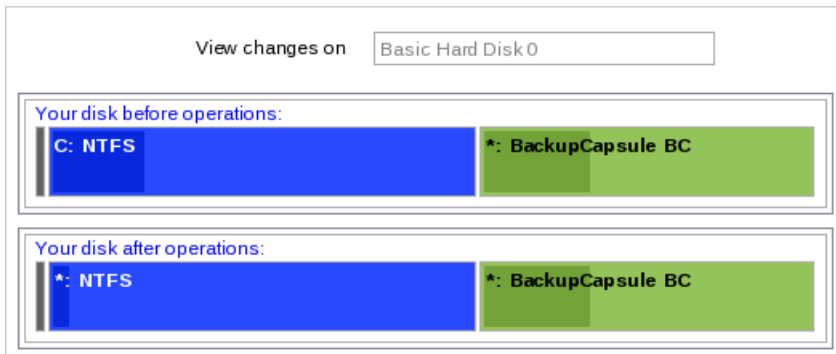 View changes on Basic Hard Disk 0
Your disk before operations:
C: NTFS *: BackupCapsule BC
Your disk after operations:
*: NTFS *: BackupCapsule BC